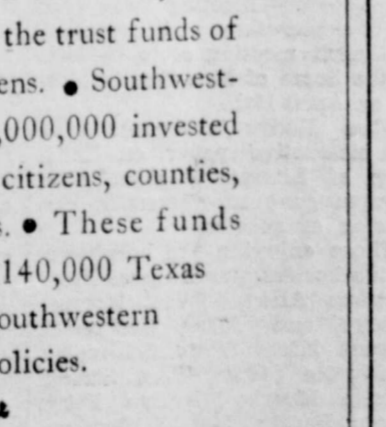 the trust funds of
ens. • Southwest-
,000,000 invested
citizens, counties,
s. • These funds
140,000 Texas
outhwestern
olicies.